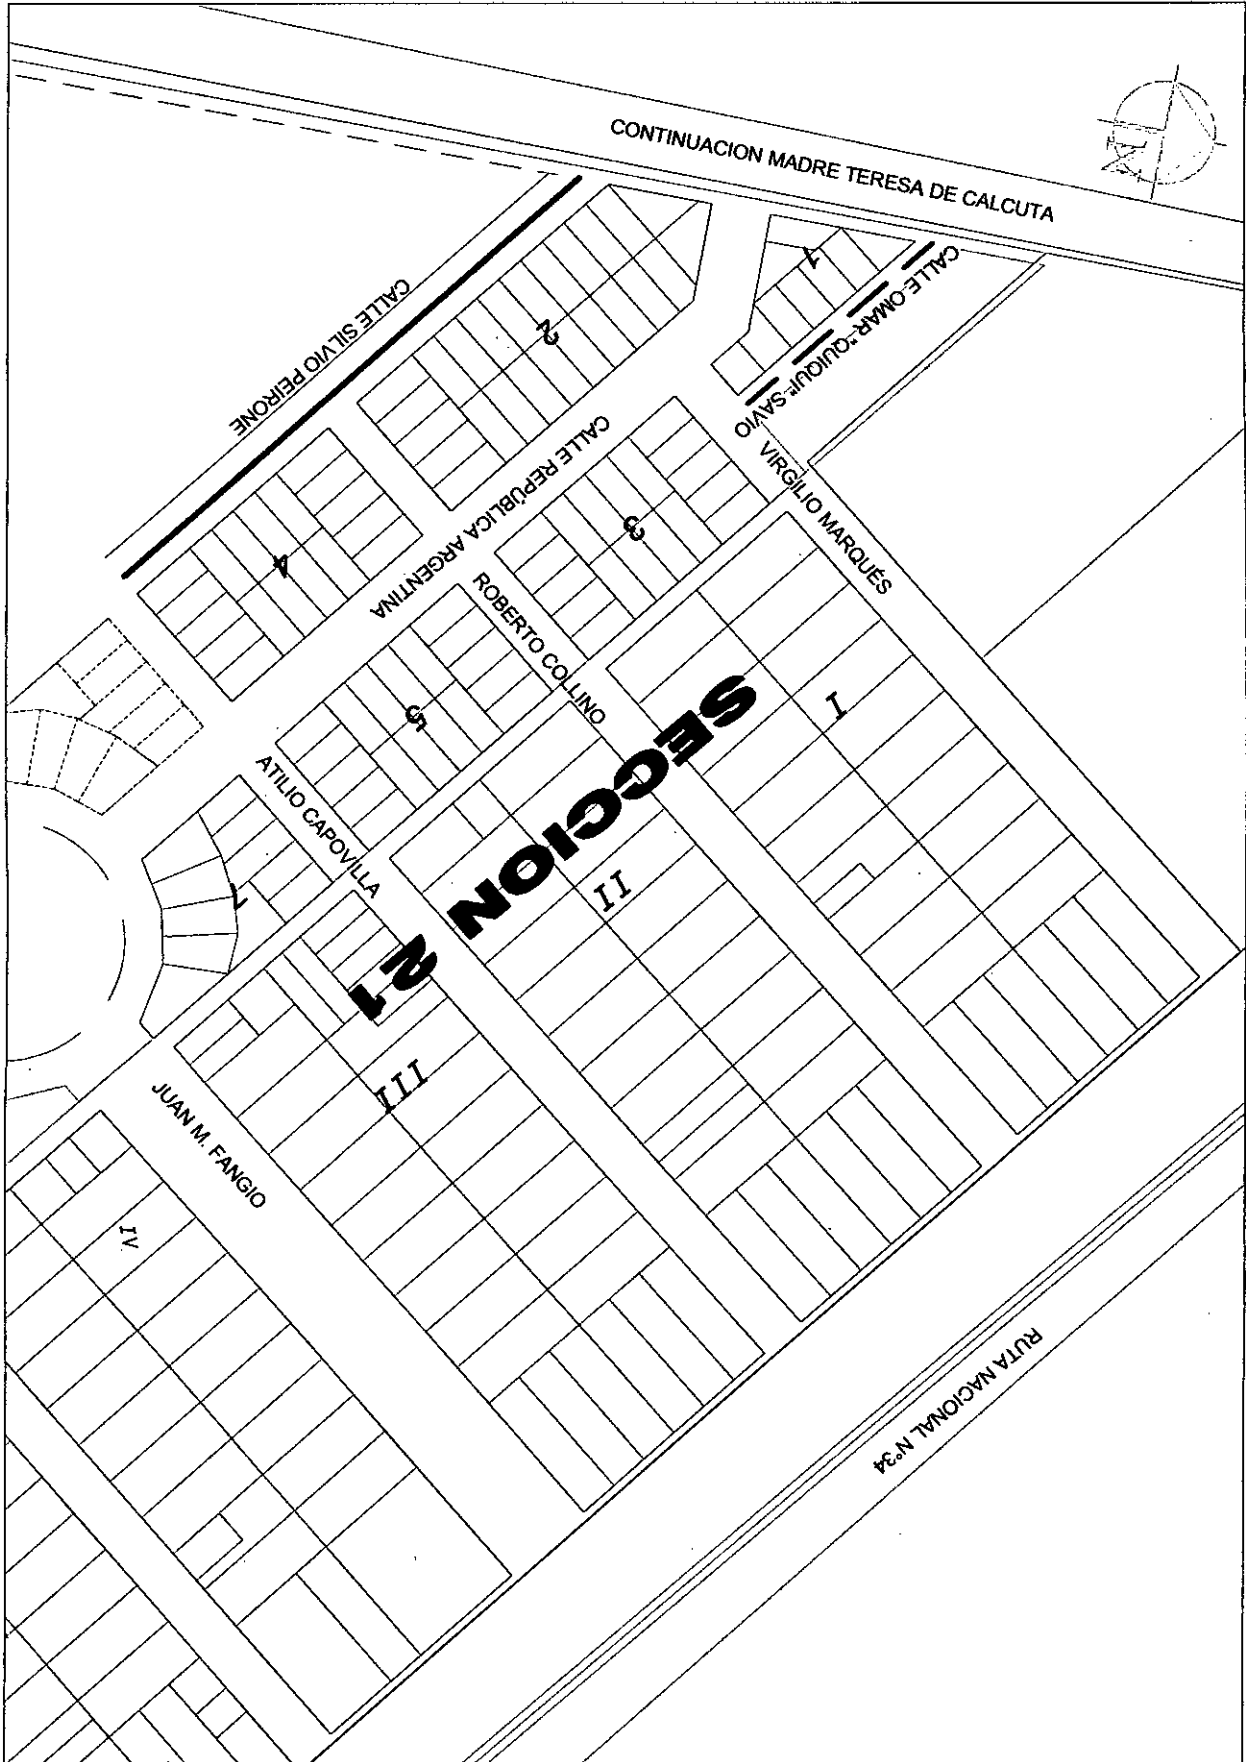 CONTINUACION MADRE TERESA DE CALCUTA
N
1
CALLE OMAR "QUIQUI" SAVIO
CALLE SILVIO PEIRONE
2
CALLE REPÚBLICA ARGENTINA
VIRGILIO MARQUÉS
3
4
ROBERTO COLLINO
5
I
SECCION 21
ATILIO CAPOVILLA
II
7
III
JUAN M. FANGIO
IV
RUTA NACIONAL N°34